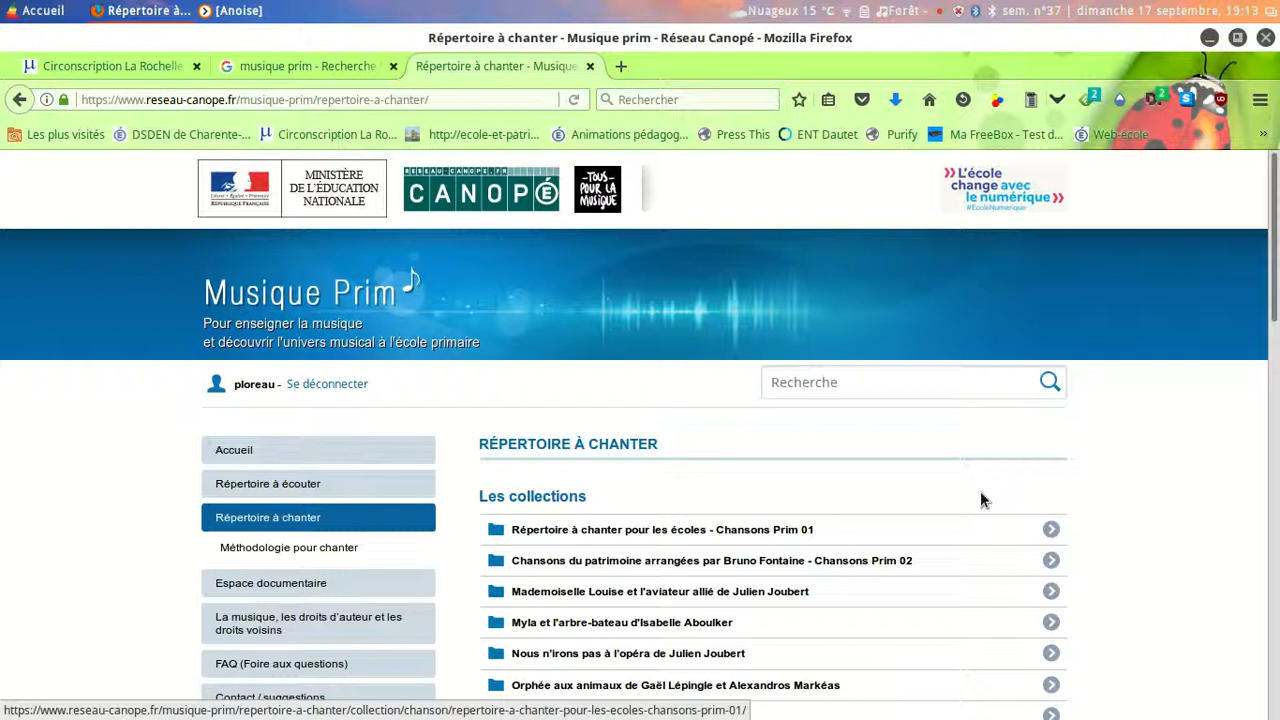 Accueil Répertoire à... [Anoise] Nuageux 15 °C Forêt - sem. n°37 | dimanche 17 septembre, 19:13
Répertoire à chanter - Musique prim - Réseau Canopé - Mozilla Firefox
Circonscription La Rochelle musique prim - Recherche Répertoire à chanter - Musique
https://www.reseau-canope.fr/musique-prim/repertoire-a-chanter/ Rechercher 2 2
Les plus visités DSDEN de Charente-... Circonscription La Ro... http://ecole-et-patri... Animations pédagog... Press This ENT Dautet Purify Ma FreeBox - Test d... Web-école
Liberté • Égalité • Fraternité
RÉPUBLIQUE FRANÇAISE
MINISTÈRE
DE L'ÉDUCATION
NATIONALE
RESEAU-CANOPE.FR
CANOPÉ
-TOUS-
POUR LA
MUSIQUE
L'école
change avec
le numérique
#EcoleNumerique
Musique Prim
Pour enseigner la musique
et découvrir l'univers musical à l'école primaire
ploreau - Se déconnecter
Recherche
Accueil
Répertoire à écouter
Répertoire à chanter
Méthodologie pour chanter
Espace documentaire
La musique, les droits d'auteur et les
droits voisins
FAQ (Foire aux questions)
Contact / suggestions
RÉPERTOIRE À CHANTER
Les collections
Répertoire à chanter pour les écoles - Chansons Prim 01
Chansons du patrimoine arrangées par Bruno Fontaine - Chansons Prim 02
Mademoiselle Louise et l'aviateur allié de Julien Joubert
Myla et l'arbre-bateau d'Isabelle Aboulker
Nous n'irons pas à l'opéra de Julien Joubert
Orphée aux animaux de Gaël Lépingle et Alexandros Markéas
https://www.reseau-canope.fr/musique-prim/repertoire-a-chanter/collection/chanson/repertoire-a-chanter-pour-les-ecoles-chansons-prim-01/